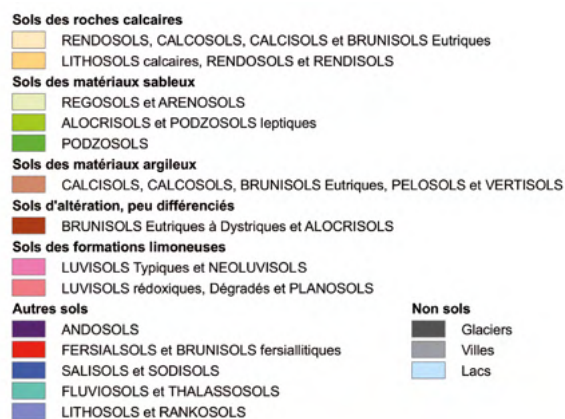 Sols des roches calcaires
RENDOSOLS, CALCOSOLS, CALCISOLS et BRUNISOLS Eutriques
LITHOSOLS calcaires, RENDOSOLS et RENDISOLS
Sols des matériaux sableux
REGOSOLS et ARENOSOLS
ALOCRISOLS et PODZOSOLS leptiques
PODZOSOLS
Sols des matériaux argileux
CALCISOLS, CALCOSOLS, BRUNISOLS Eutriques, PELOSOLS et VERTISOLS
Sols d'altération, peu différenciés
BRUNISOLS Eutriques à Dystriques et ALOCRISOLS
Sols des formations limoneuses
LUVISOLS Typiques et NEOLUVISOLS
LUVISOLS rédoxiques, Dégradés et PLANOSOLS
Autres sols
ANDOSOLS
FERSIALSOLS et BRUNISOLS fersiallitiques
SALISOLS et SODISOLS
FLUVIOSOLS et THALASSOSOLS
LITHOSOLS et RANKOSOLS
Non sols
Glaciers
Villes
Lacs